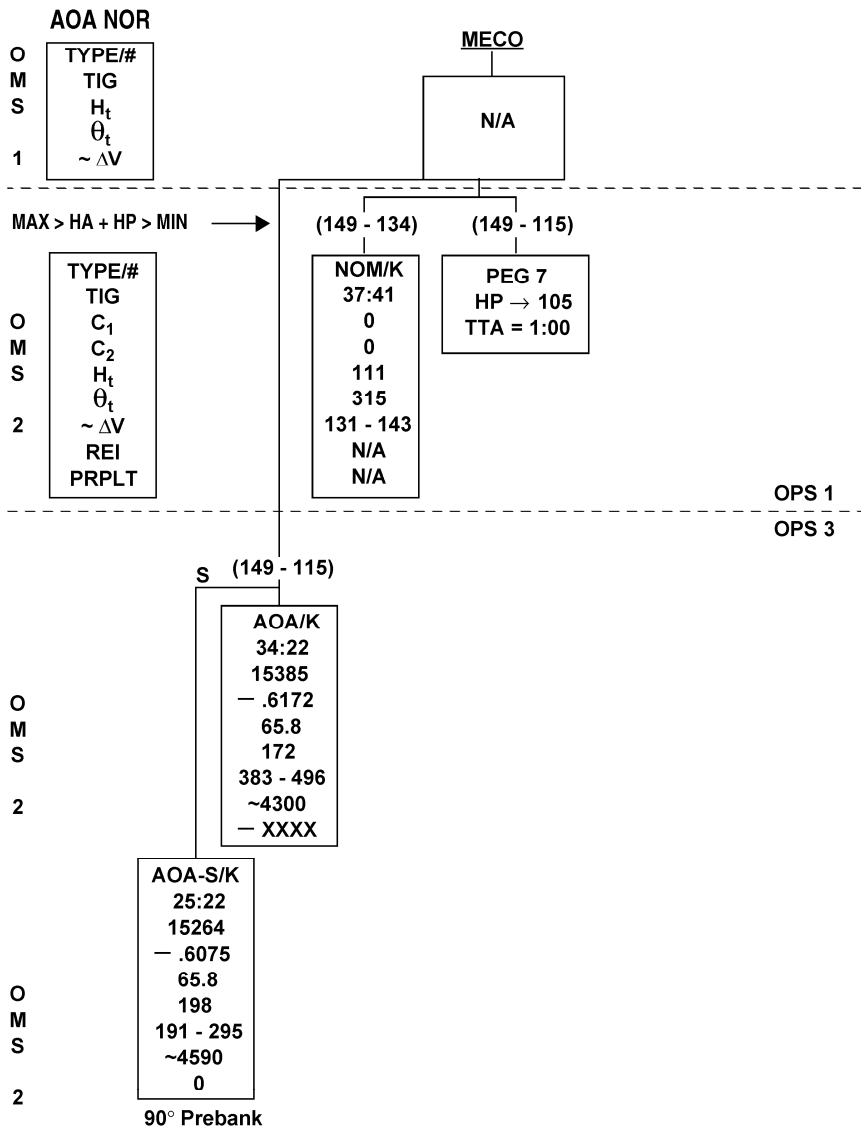 AOA NOR
O
M
S
1
TYPE/#
TIG
Ht
θt
~ ΔV
MECO
N/A
MAX > HA + HP > MIN
(149 - 134)
(149 - 115)
O
M
S
2
TYPE/#
TIG
C1
C2
Ht
θt
~ ΔV
REI
PRPLT
NOM/K
37:41
0
0
111
315
131 - 143
N/A
N/A
PEG 7
HP → 105
TTA = 1:00
OPS 1
OPS 3
S
(149 - 115)
O
M
S
2
AOA/K
34:22
15385
— .6172
65.8
172
383 - 496
~4300
— XXXX
O
M
S
2
AOA-S/K
25:22
15264
— .6075
65.8
198
191 - 295
~4590
0
90° Prebank